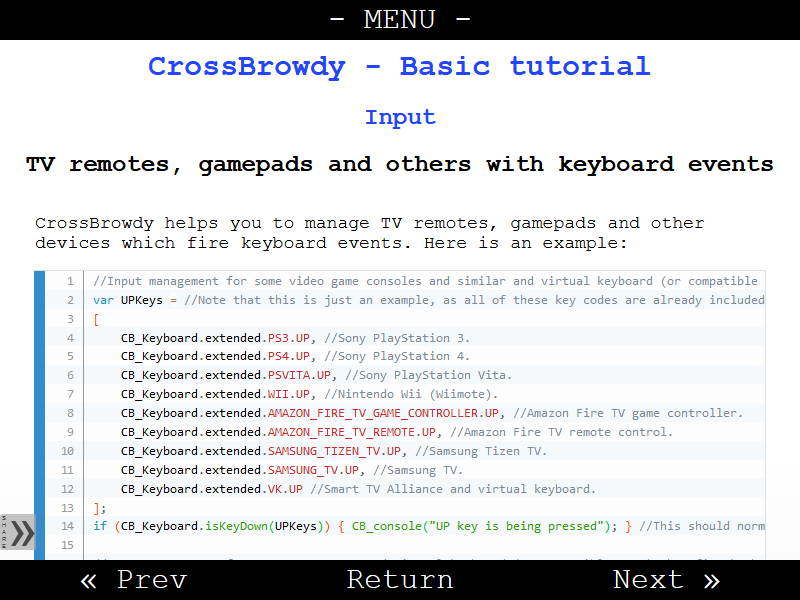 - MENU -
CrossBrowdy - Basic tutorial
Input
TV remotes, gamepads and others with keyboard events
CrossBrowdy helps you to manage TV remotes, gamepads and other
devices which fire keyboard events. Here is an example:
1 //Input management for some video game consoles and similar and virtual keyboard (or compatible
2 var UPKeys = //Note that this is just an example, as all of these key codes are already included
3 [
4 CB_Keyboard.extended.PS3.UP, //Sony PlayStation 3.
5 CB_Keyboard.extended.PS4.UP, //Sony PlayStation 4.
6 CB_Keyboard.extended.PSVITA.UP, //Sony PlayStation Vita.
7 CB_Keyboard.extended.WII.UP, //Nintendo Wii (Wiimote).
8 CB_Keyboard.extended.AMAZON_FIRE_TV_GAME_CONTROLLER.UP, //Amazon Fire TV game controller.
9 CB_Keyboard.extended.AMAZON_FIRE_TV_REMOTE.UP, //Amazon Fire TV remote control.
10 CB_Keyboard.extended.SAMSUNG_TIZEN_TV.UP, //Samsung Tizen TV.
11 CB_Keyboard.extended.SAMSUNG_TV.UP, //Samsung TV.
12 CB_Keyboard.extended.VK.UP //Smart TV Alliance and virtual keyboard.
13 ];
14 if (CB_Keyboard.isKeyDown(UPKeys)) { CB_console("UP key is being pressed"); } //This should norm
15
SHARE »
« Prev Return Next »